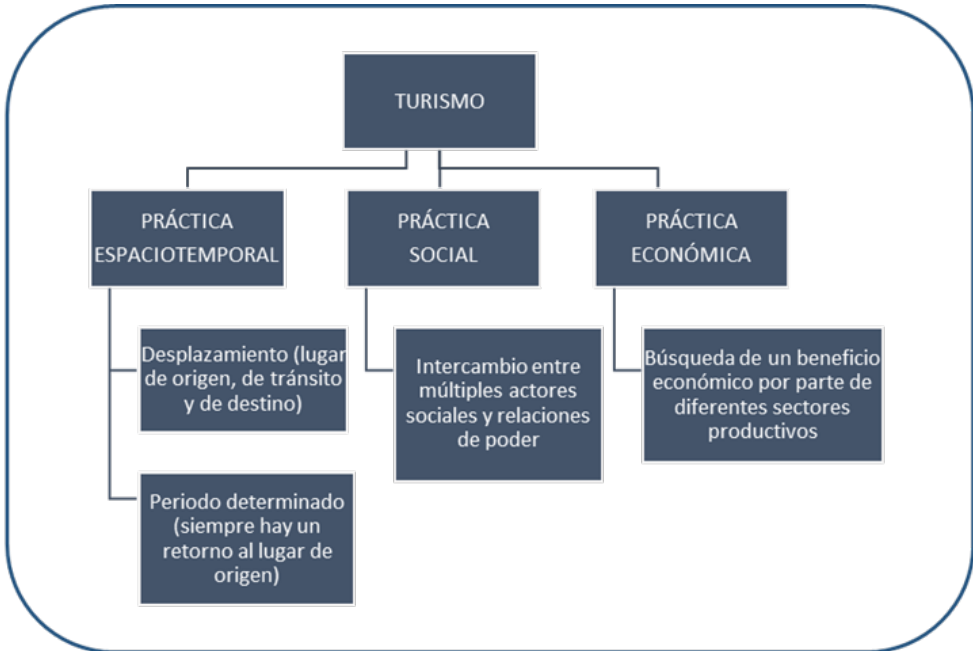 TURISMO
PRÁCTICA
ESPACIOTEMPORAL
PRÁCTICA
SOCIAL
PRÁCTICA
ECONÓMICA
Desplazamiento (lugar
de origen, de tránsito
y de destino)
Periodo determinado
(siempre hay un
retorno al lugar de
origen)
Intercambio entre
múltiples actores
sociales y relaciones
de poder
Búsqueda de un beneficio
económico por parte de
diferentes sectores
productivos